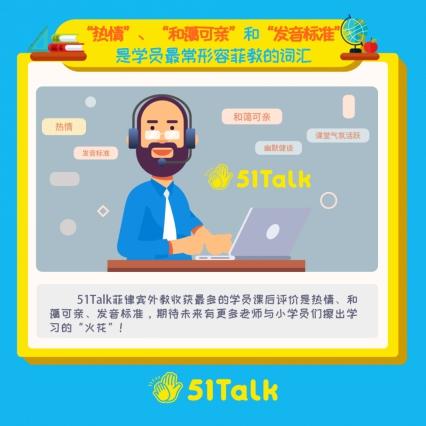 “热情”、“和蔼可亲”和“发音标准”
是学员最常形容菲教的词汇
和蔼可亲
热情
课堂气氛活跃
幽默健谈
发音标准
51Talk
51Talk菲律宾外教收获最多的学员课后评价是热情、和
蔼可亲、发音标准，期待未来有更多老师与小学员们擦出学
习的“火花”！
51Talk